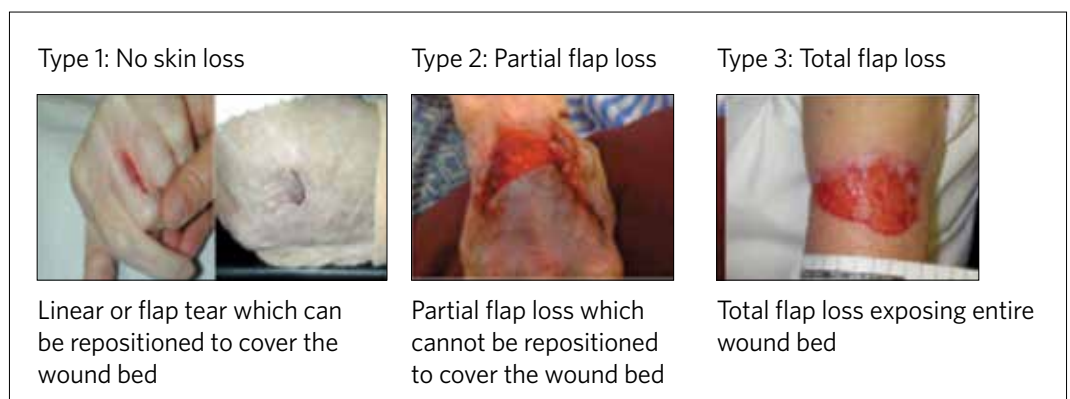 Type 1: No skin loss
Linear or flap tear which can
be repositioned to cover the
wound bed
Type 2: Partial flap loss
Partial flap loss which
cannot be repositioned
to cover the wound bed
Type 3: Total flap loss
Total flap loss exposing entire
wound bed